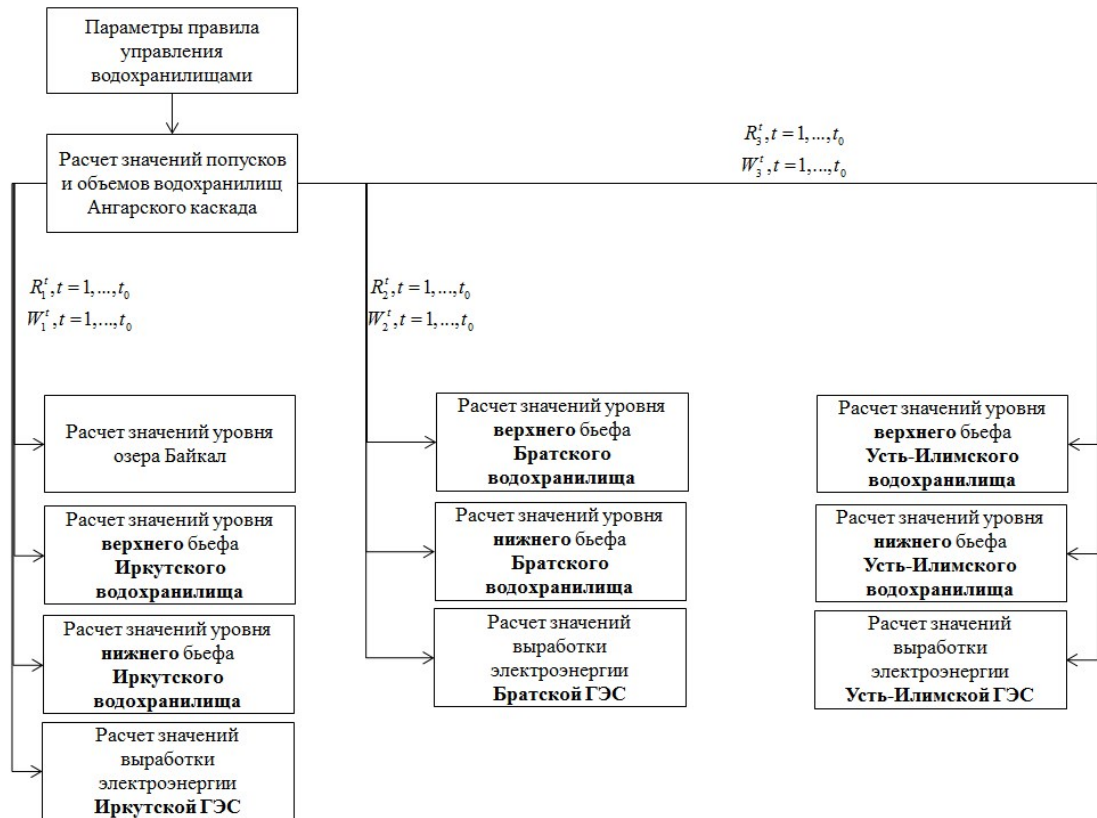 Параметры правила
управления
водохранилищами
Расчет значений попусков
и объемов водохранилищ
Ангарского каскада
R₃ᵗ, t = 1,...,t₀
W₃ᵗ, t = 1,...,t₀
R₁ᵗ, t = 1,...,t₀
W₁ᵗ, t = 1,...,t₀
R₂ᵗ, t = 1,...,t₀
W₂ᵗ, t = 1,...,t₀
Расчет значений уровня
озера Байкал
Расчет значений уровня
верхнего бьефа
Иркутского
водохранилища
Расчет значений уровня
нижнего бьефа
Иркутского
водохранилища
Расчет значений
выработки
электроэнергии
Иркутской ГЭС
Расчет значений уровня
верхнего бьефа
Братского
водохранилища
Расчет значений уровня
нижнего бьефа
Братского
водохранилища
Расчет значений
выработки
электроэнергии
Братской ГЭС
Расчет значений уровня
верхнего бьефа
Усть-Илимского
водохранилища
Расчет значений уровня
нижнего бьефа
Усть-Илимского
водохранилища
Расчет значений
выработки
электроэнергии
Усть-Илимской ГЭС